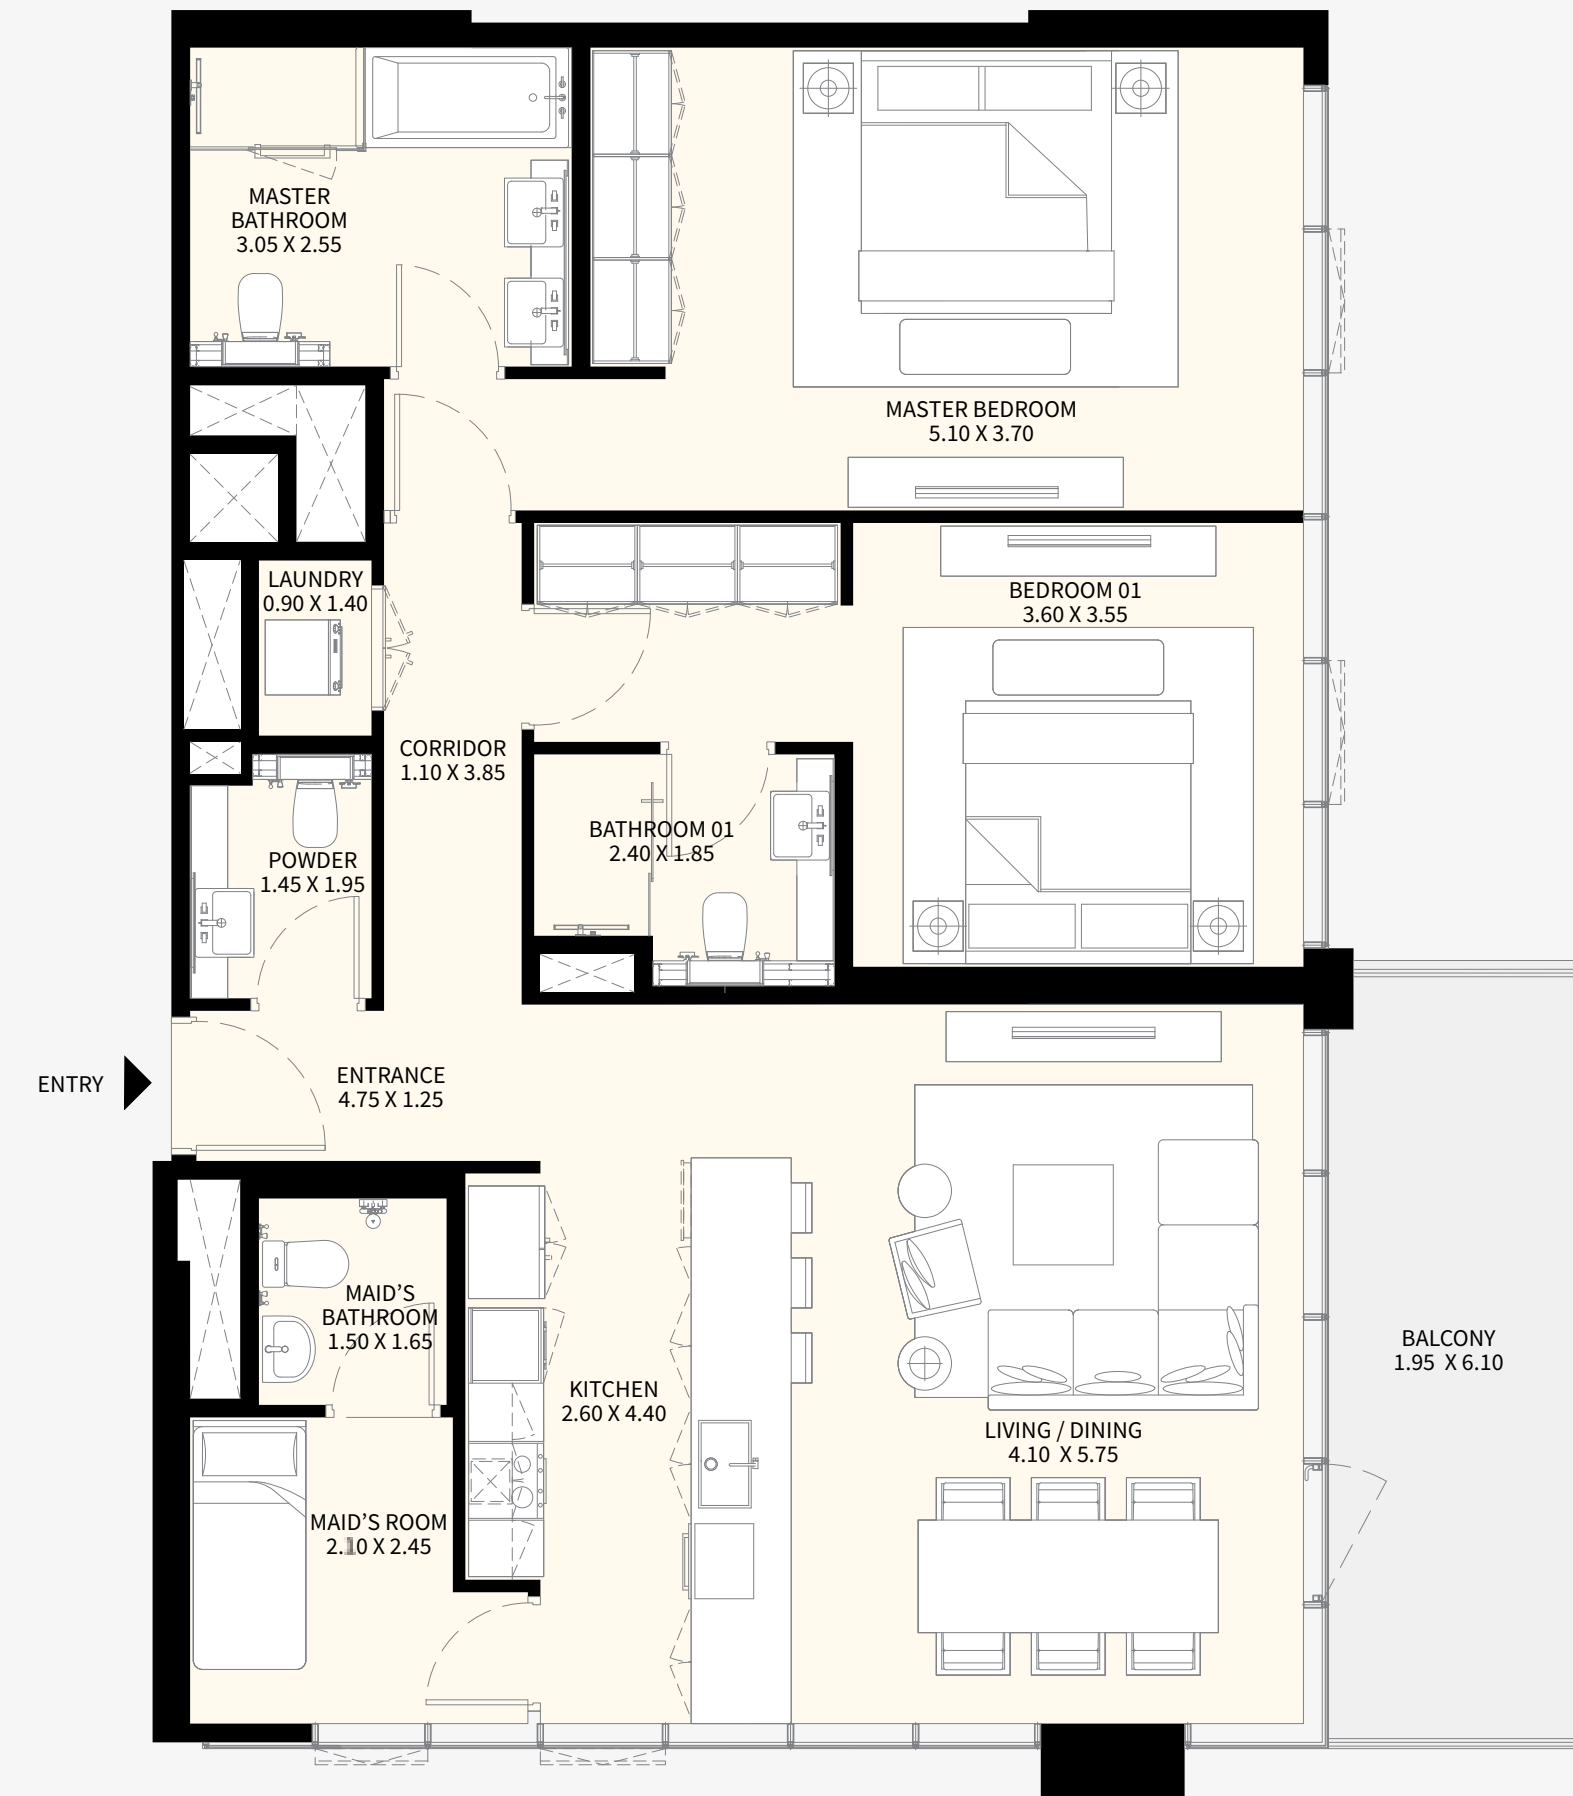 MASTER
BATHROOM
3.05 X 2.55
MASTER BEDROOM
5.10 X 3.70
LAUNDRY
0.90 X 1.40
BEDROOM 01
3.60 X 3.55
CORRIDOR
1.10 X 3.85
BATHROOM 01
2.40 X 1.85
POWDER
1.45 X 1.95
ENTRY
ENTRANCE
4.75 X 1.25
MAID’S
BATHROOM
1.50 X 1.65
BALCONY
1.95 X 6.10
KITCHEN
2.60 X 4.40
LIVING / DINING
4.10 X 5.75
MAID’S ROOM
X 2.45